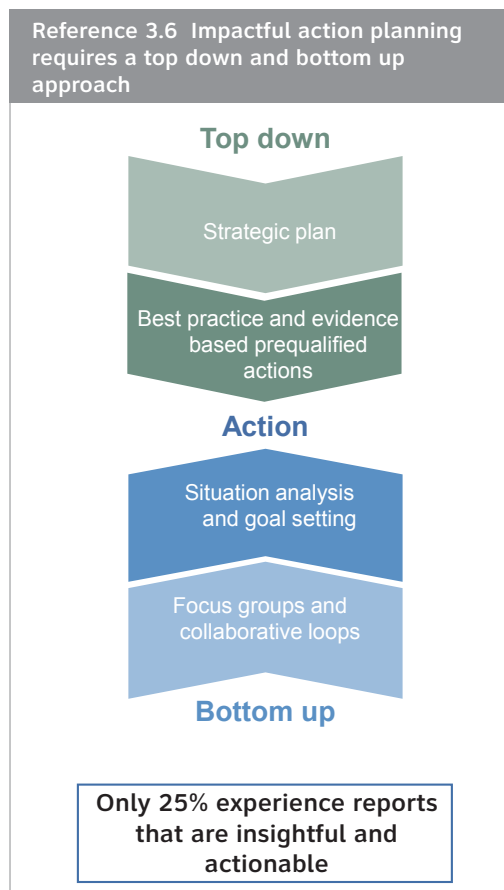 Reference 3.6  Impactful action planning
requires a top down and bottom up
approach
Top down
Strategic plan
Best practice and evidence
based prequalified
actions
Action
Situation analysis
and goal setting
Focus groups and
collaborative loops
Bottom up
Only 25% experience reports
that are insightful and
actionable